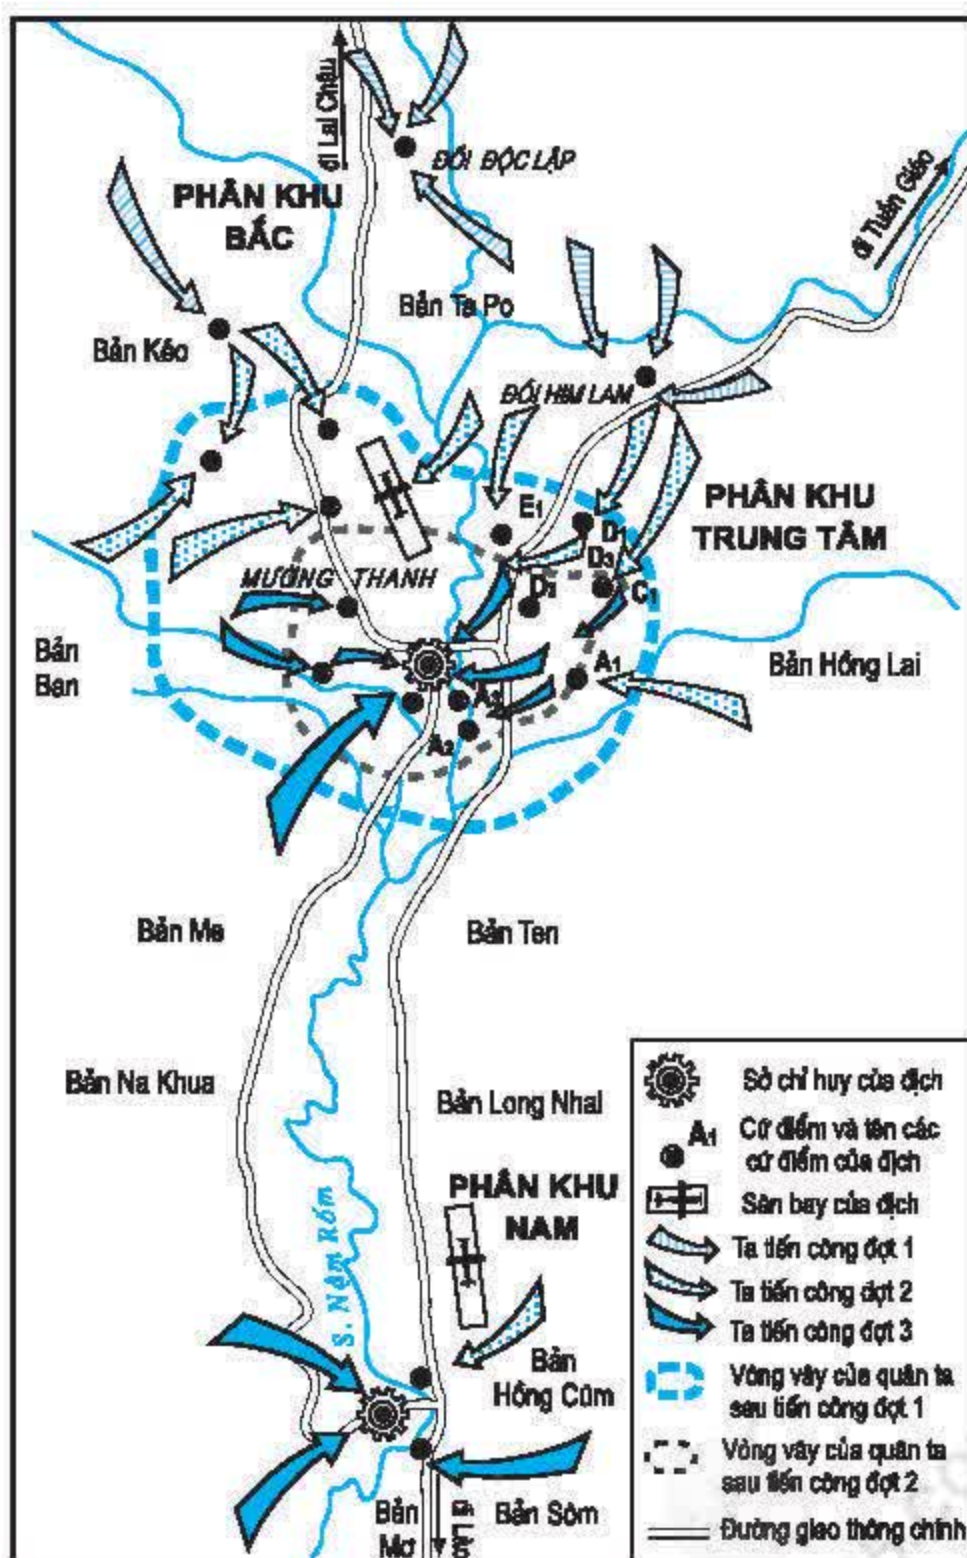 đi Lai Châu
ĐỒI ĐỘC LẬP
PHÂN KHU
BẮC
đi Tuần Giáo
Bản Ta Po
Bản Kéo
ĐỒI HIM LAM
PHÂN KHU
TRUNG TÂM
E1
D1
D3
D2
C1
MƯỜNG THANH
Bản
Bản Hồng Lai
A1
A3
A2
Bản Me
Bản Ten
Bản Na Khua
Bản Long Nhai
PHÂN KHU
NAM
S. Nậm Rốm
Bản
Hồng Cúm
Bản
Mơ
Bản Sôm
Sở chỉ huy của địch
A1
Cứ điểm và tên các
cứ điểm của địch
Sân bay của địch
Ta tiến công đợt 1
Ta tiến công đợt 2
Ta tiến công đợt 3
Vòng vây của quân ta
sau tiến công đợt 1
Vòng vây của quân ta
sau tiến công đợt 2
Đường giao thông chính